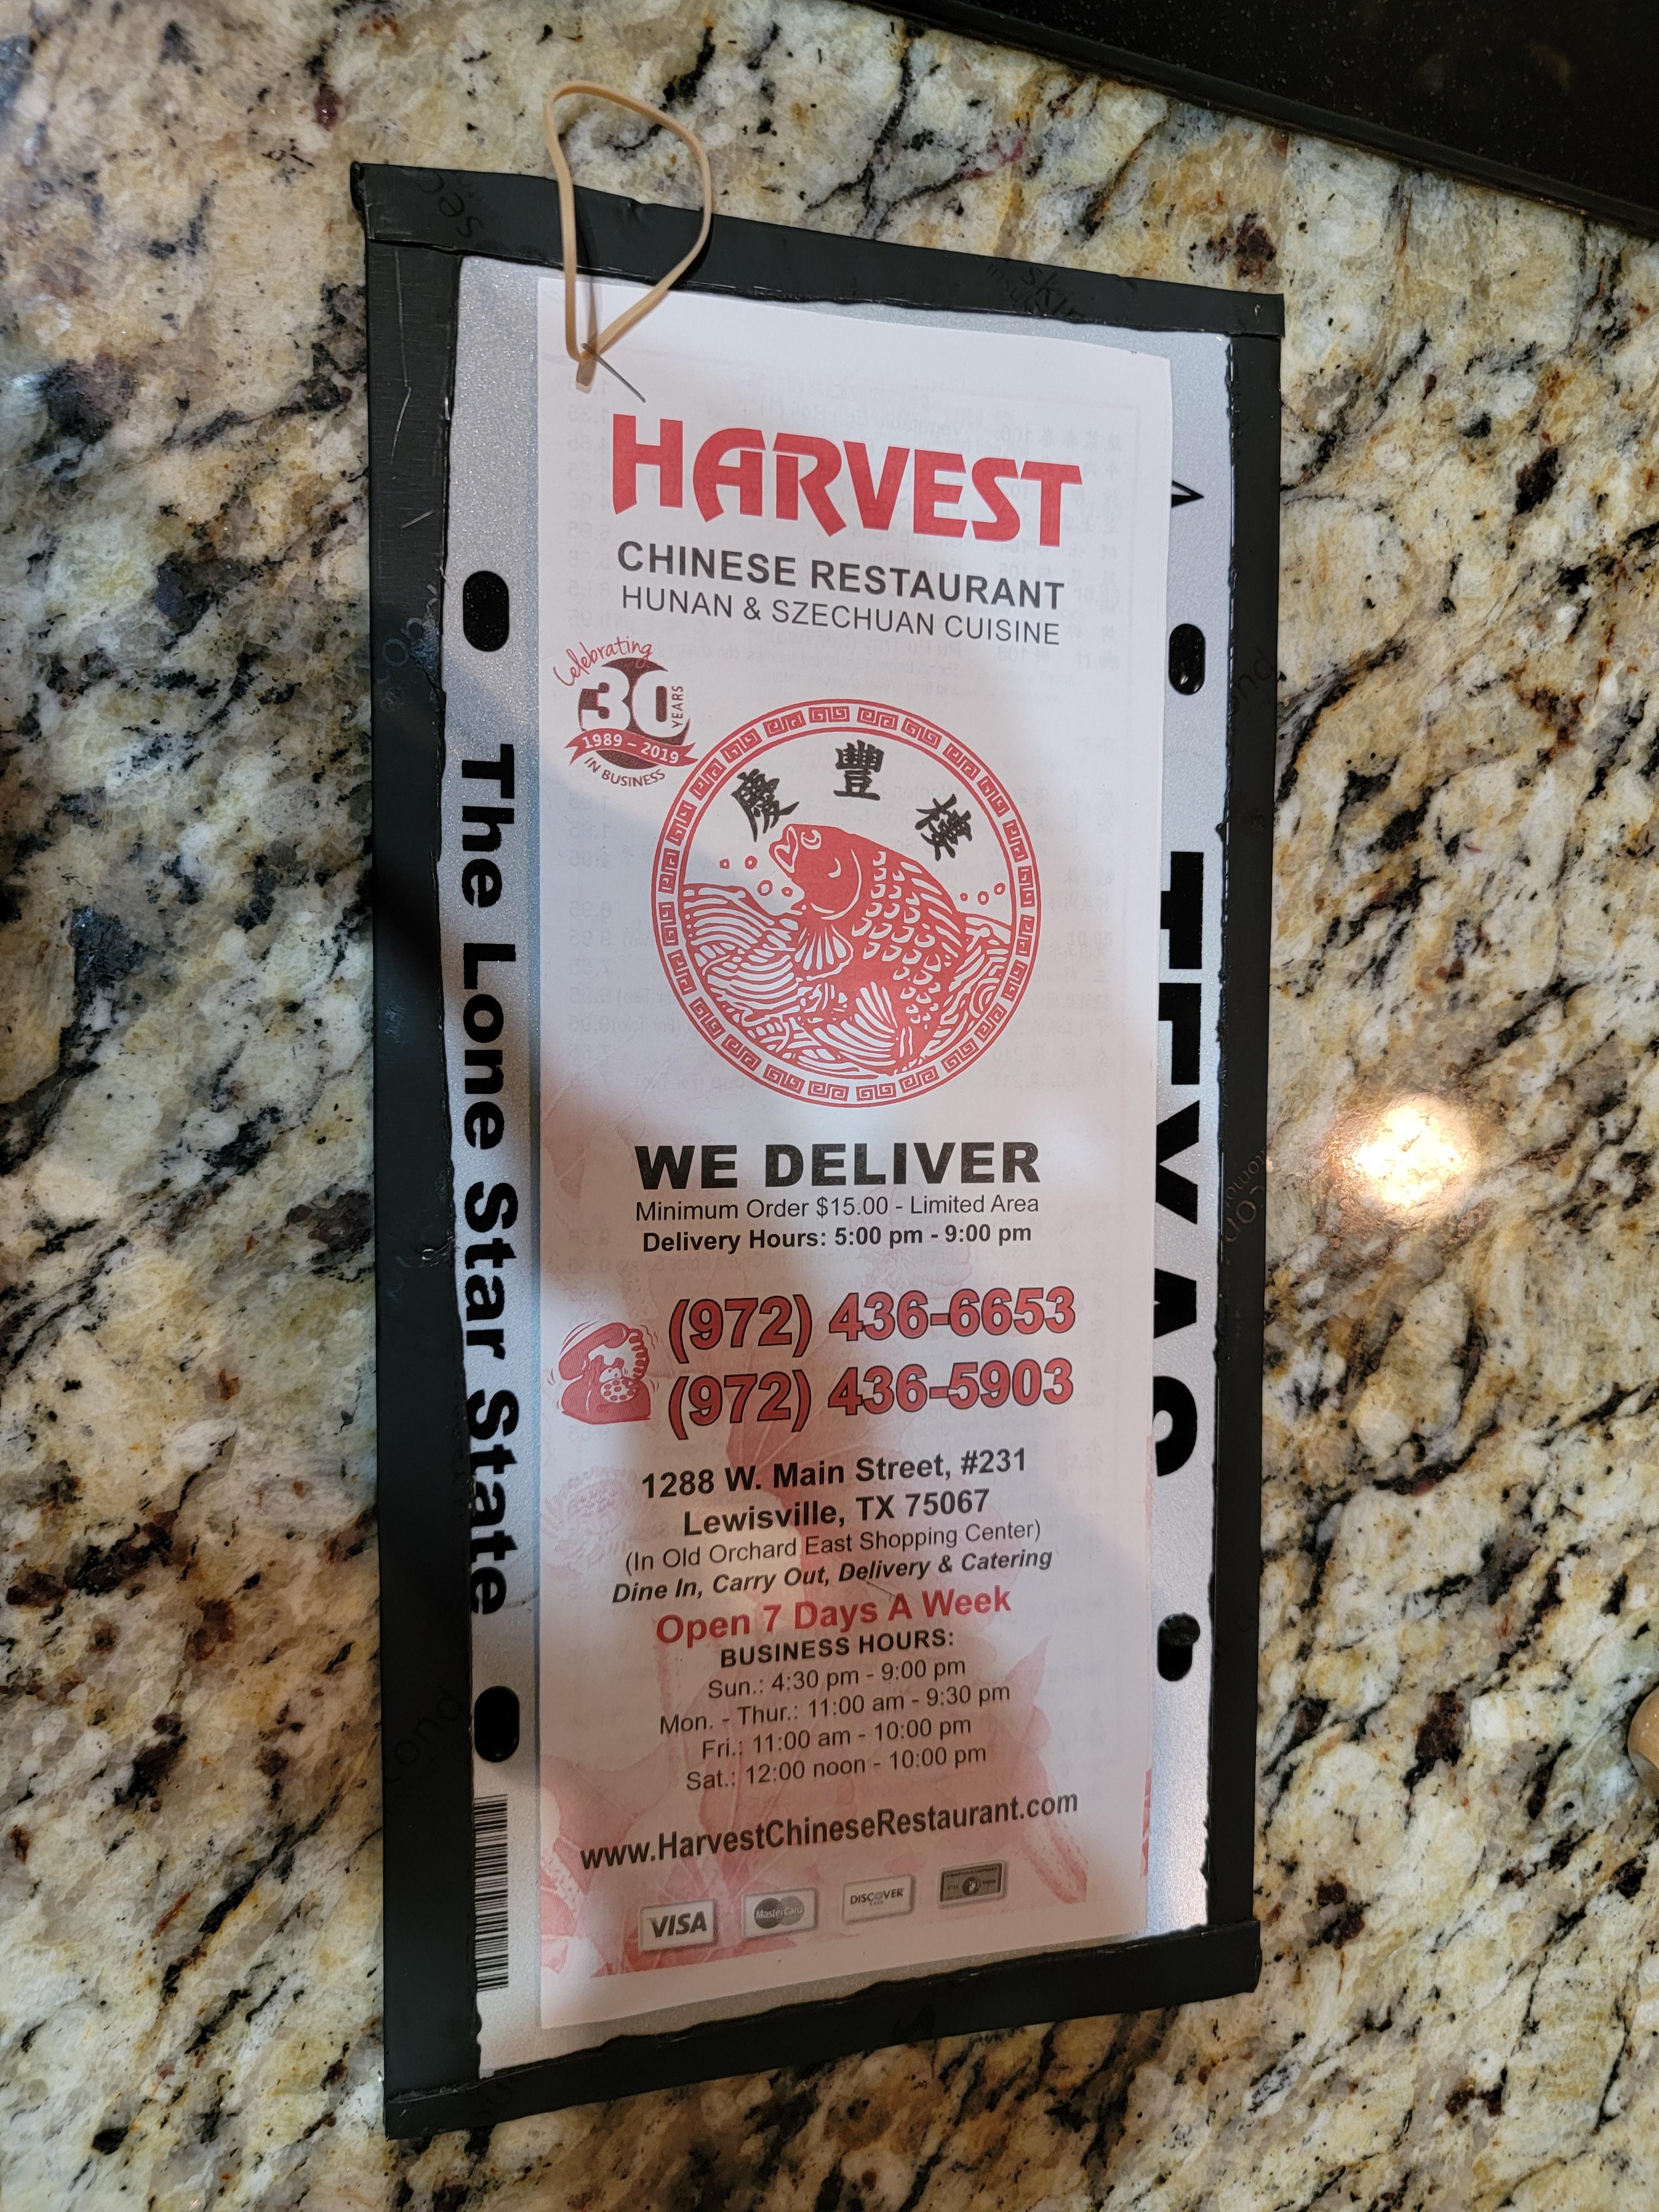 HARVEST
CHINESE RESTAURANT
HUNAN & SZECHUAN CUISINE
Celebrating
30 YEARS
1989 - 2019
IN BUSINESS
慶豐樓
WE DELIVER
Minimum Order $15.00 - Limited Area
Delivery Hours: 5:00 pm - 9:00 pm
(972) 436-6653
(972) 436-5903
1288 W. Main Street, #231
Lewisville, TX 75067
(In Old Orchard East Shopping Center)
Dine In, Carry Out, Delivery & Catering
Open 7 Days A Week
BUSINESS HOURS:
Sun.: 4:30 pm - 9:00 pm
Mon. - Thur.: 11:00 am - 9:30 pm
Fri.: 11:00 am - 10:00 pm
Sat.: 12:00 noon - 10:00 pm
www.HarvestChineseRestaurant.com
VISA
MasterCard
DISCOVER
The Lone Star State
TEXAS